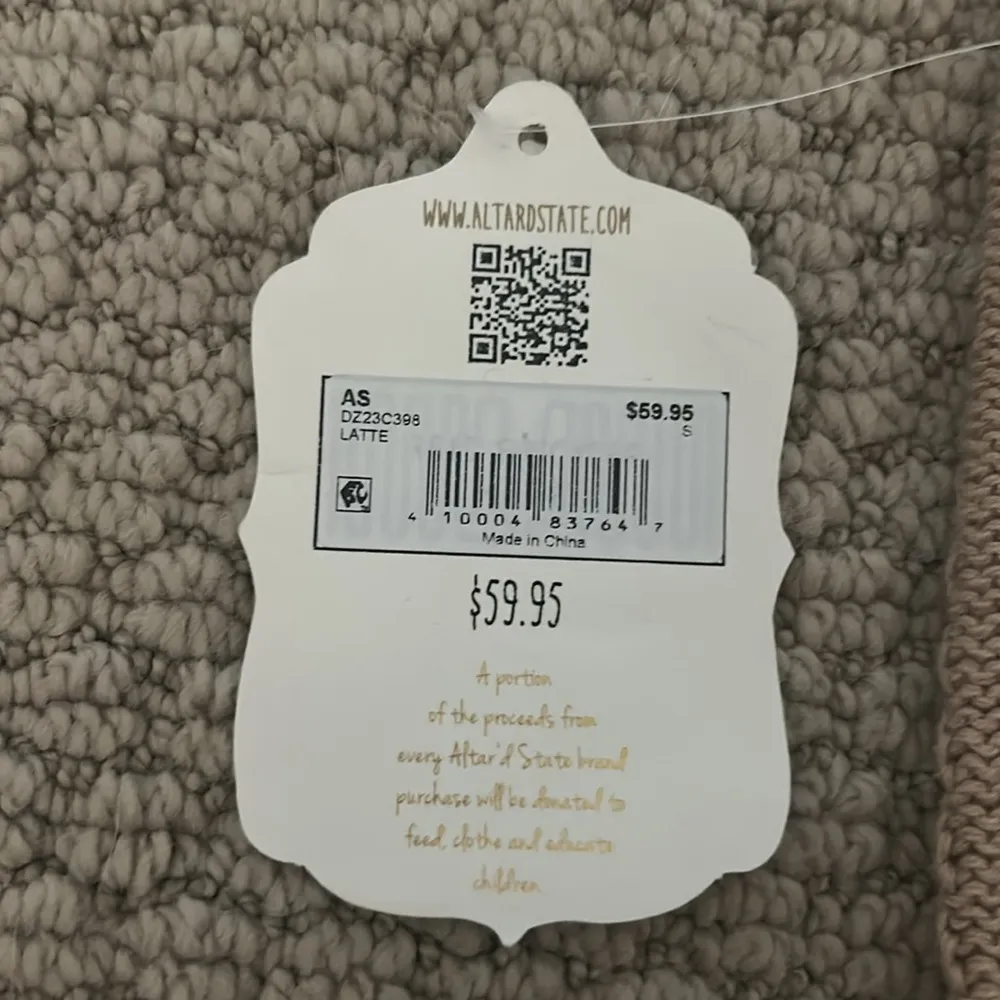 WWW.ALTARDSTATE.COM
AS $59.95
DZ23C398 S
LATTE
4 10004 83764 7
Made in China
$59.95
A portion
of the proceeds from
every Altar'd State brand
purchase will be donated to
feed, clothe and educate
children